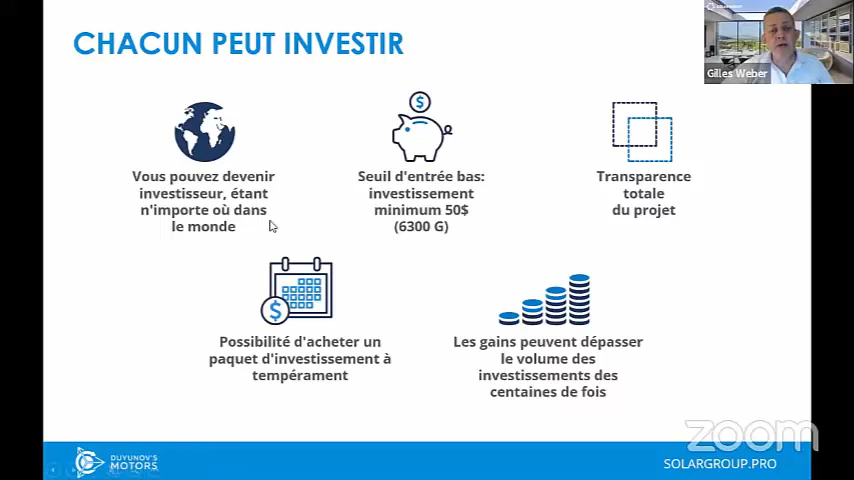 CHACUN PEUT INVESTIR
SOLARGROUP
Gilles Weber
Vous pouvez devenir
investisseur, étant
n'importe où dans
le monde
$
Seuil d'entrée bas:
investissement
minimum 50$
(6300 G)
Transparence
totale
du projet
$
Possibilité d'acheter un
paquet d'investissement à
tempérament
Les gains peuvent dépasser
le volume des
investissements des
centaines de fois
zoom
DUYUNOV'S
MOTORS
SOLARGROUP.PRO